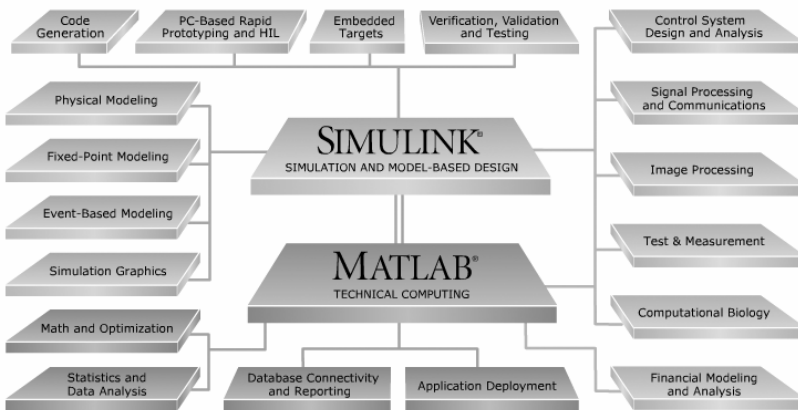 Code
Generation
PC-Based Rapid
Prototyping and HIL
Embedded
Targets
Verification, Validation
and Testing
Control System
Design and Analysis
Physical Modeling
Signal Processing
and Communications
SIMULINK®
SIMULATION AND MODEL-BASED DESIGN
Fixed-Point Modeling
Image Processing
Event-Based Modeling
Test & Measurement
MATLAB®
TECHNICAL COMPUTING
Simulation Graphics
Computational Biology
Math and Optimization
Statistics and
Data Analysis
Database Connectivity
and Reporting
Application Deployment
Financial Modeling
and Analysis